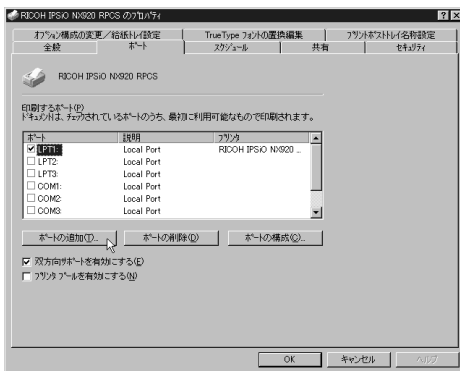 RICOH IPSiO NX920 RPCS のプロパティ
オプション構成の変更／給紙トレイ設定 TrueType フォントの置換編集 プリントポストトレイ名称設定
全般 ポート スケジュール 共有 セキュリティ
RICOH IPSiO NX920 RPCS
印刷するポート(P)
ドキュメントは、チェックされているポートのうち、最初に利用可能なもので印刷されます。
ポート 説明 プリンタ
LPT1: Local Port RICOH IPSiO NX920 ...
LPT2: Local Port
LPT3: Local Port
COM1: Local Port
COM2: Local Port
COM3: Local Port
ポートの追加(T)... ポートの削除(D) ポートの構成(C)...
双方向サポートを有効にする(E)
プリンタ プールを有効にする(N)
OK キャンセル ヘルプ